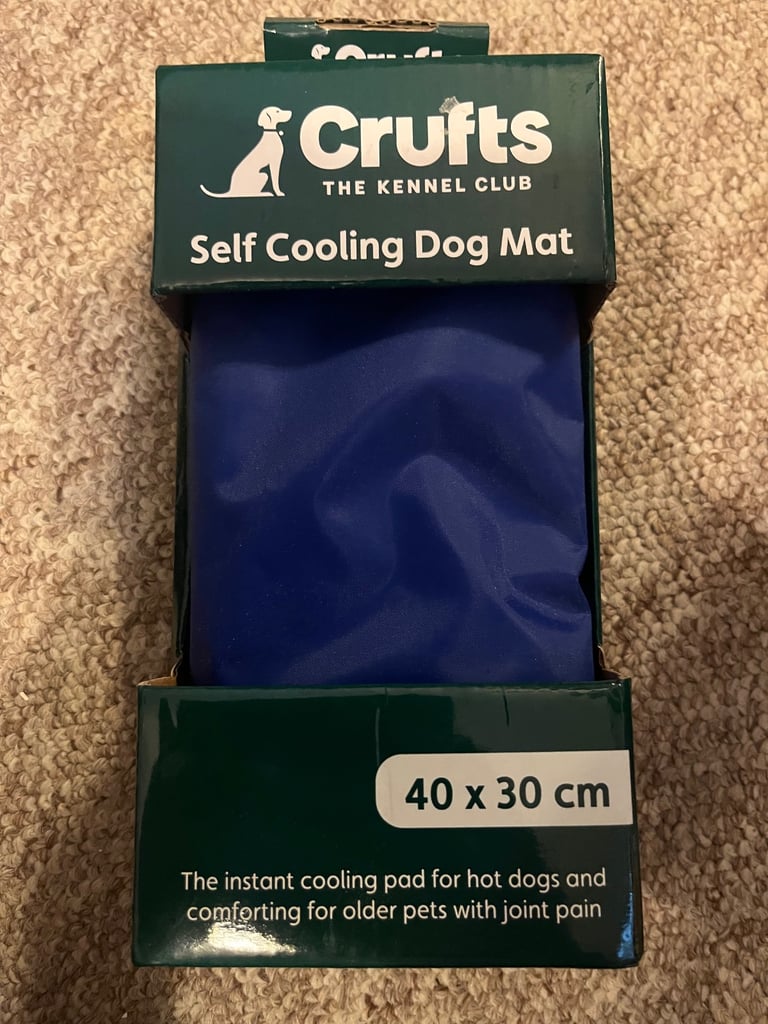 Crufts
Crufts
THE KENNEL CLUB
Self Cooling Dog Mat
40 x 30 cm
The instant cooling pad for hot dogs and
comforting for older pets with joint pain